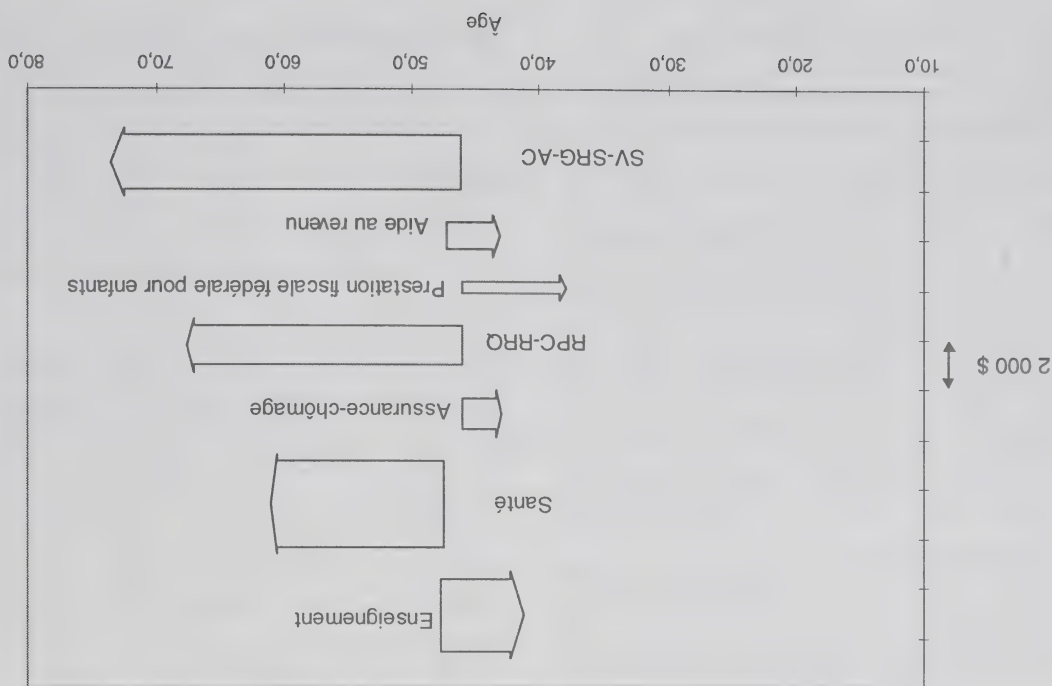 Enseignement
Santé
Assurance-chômage
2 000 $
RPC-RRQ
Prestation fiscale fédérale pour enfants
Aide au revenu
SV-SRG-AC
10,0 20,0 30,0 40,0 50,0 60,0 70,0 80,0
Âge